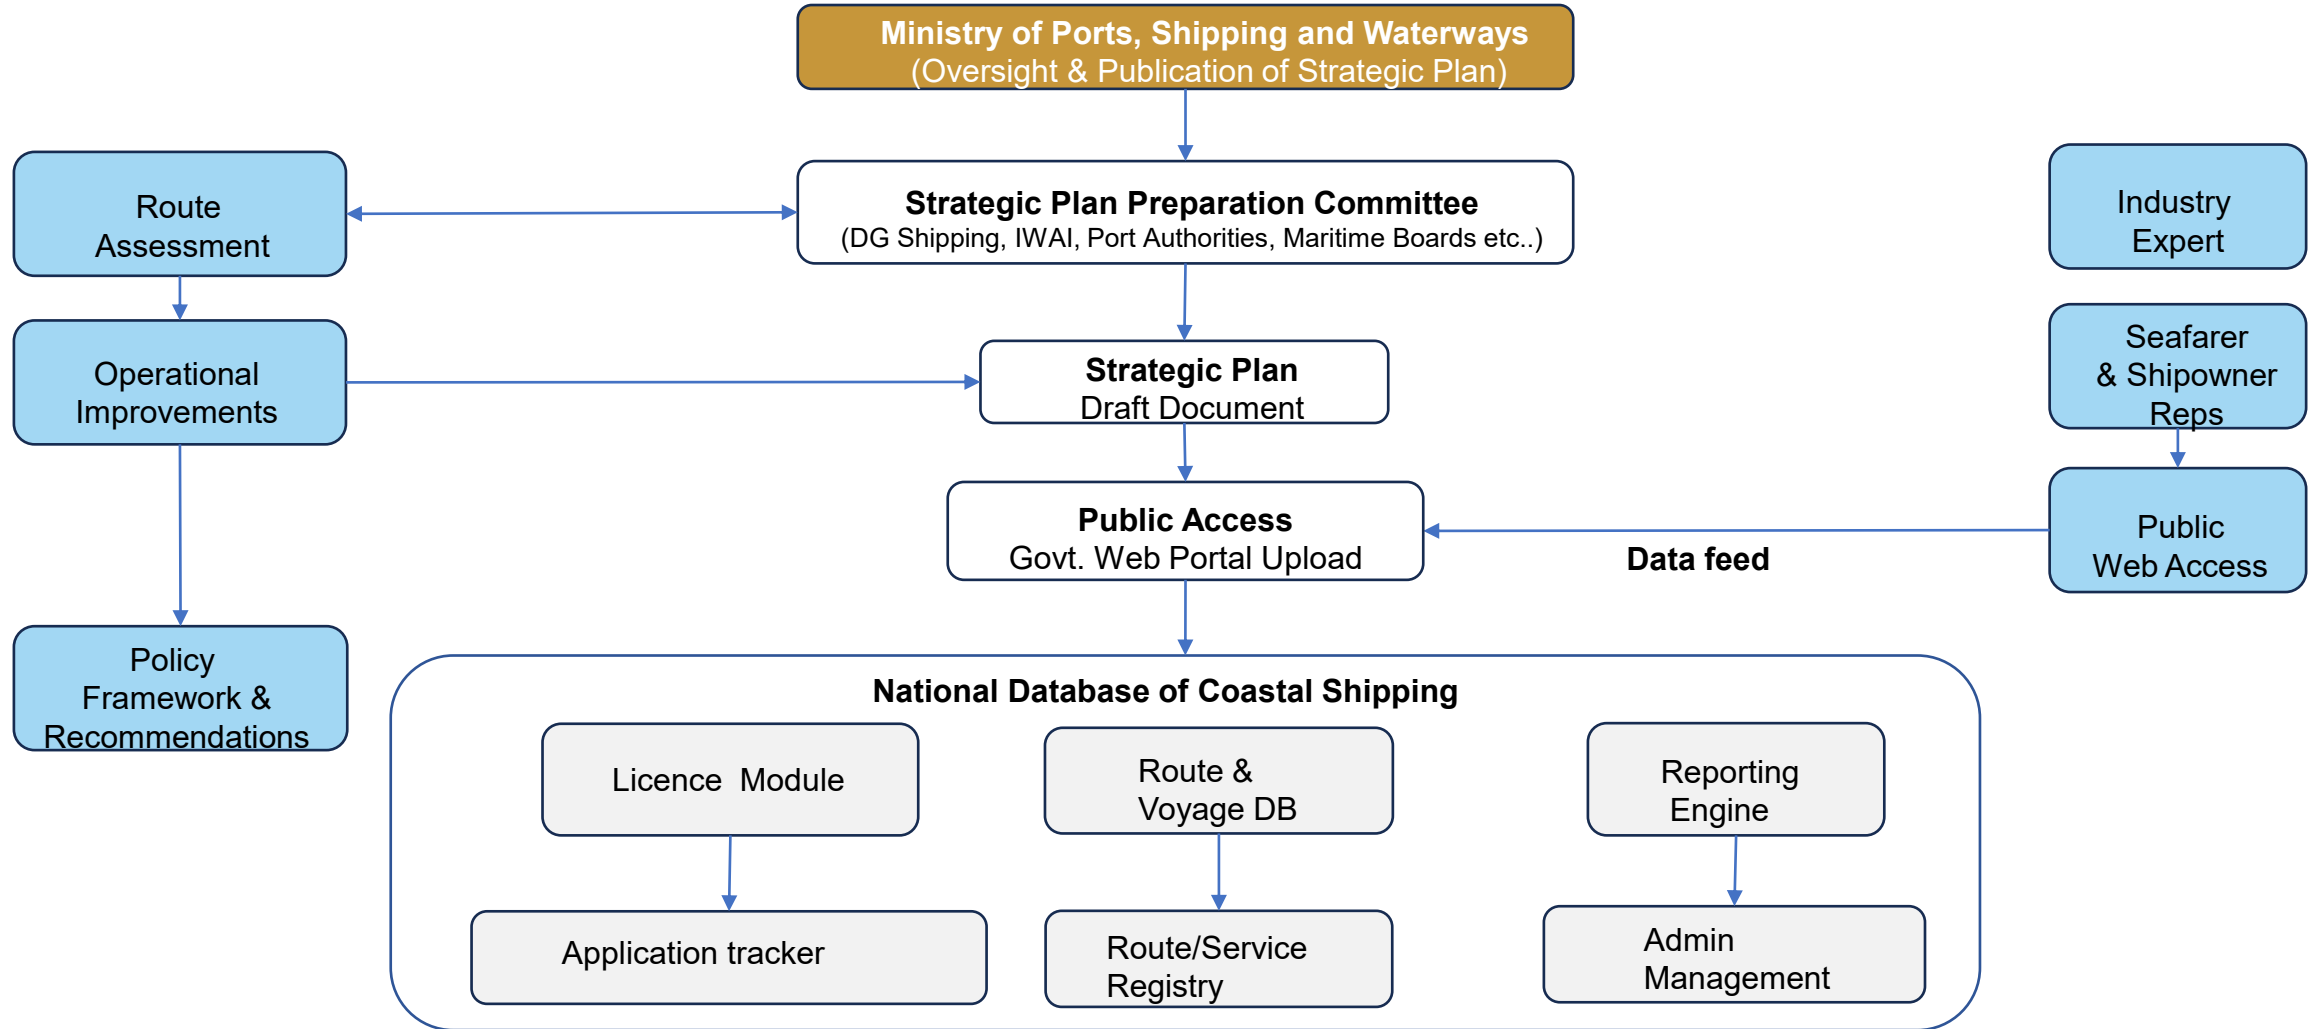 Ministry of Ports, Shipping and Waterways
(Oversight & Publication of Strategic Plan)
Route
Assessment
Strategic Plan Preparation Committee
(DG Shipping, IWAI, Port Authorities, Maritime Boards etc..)
Industry
Expert
Operational
Improvements
Strategic Plan
Draft Document
Seafarer
& Shipowner
Reps
Public Access
Govt. Web Portal Upload
Data feed
Public
Web Access
Policy
Framework &
Recommendations
National Database of Coastal Shipping
Licence  Module
Route &
Voyage DB
Reporting
Engine
Application tracker
Route/Service
Registry
Admin
Management